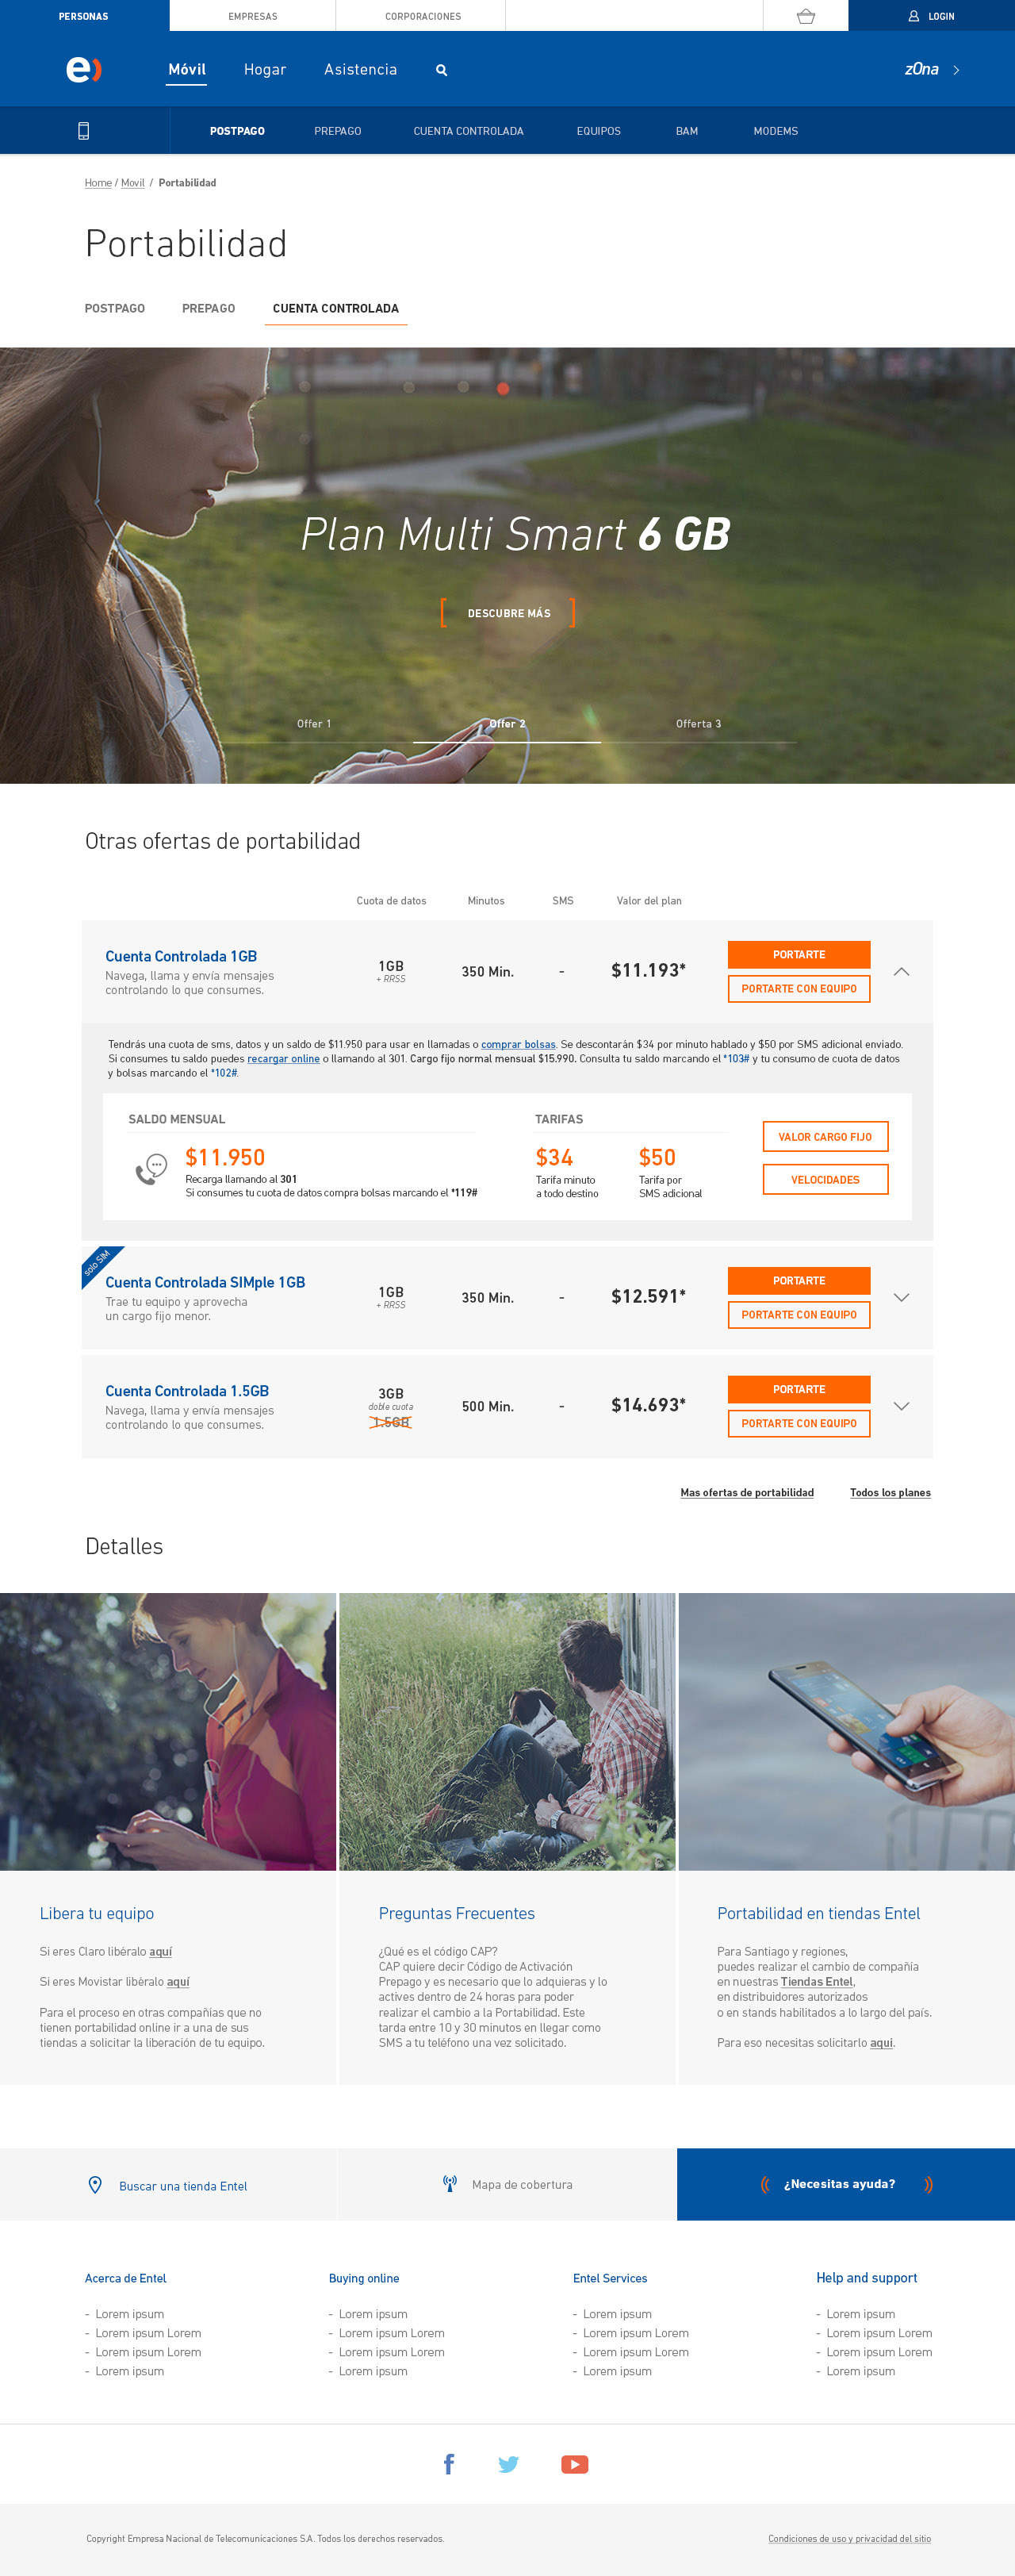 PERSONAS
EMPRESAS
CORPORACIONES
LOGIN
e)
Móvil
Hogar
Asistencia
zOna
POSTPAGO
PREPAGO
CUENTA CONTROLADA
EQUIPOS
BAM
MODEMS
Home / Movil / Portabilidad
Portabilidad
POSTPAGO
PREPAGO
CUENTA CONTROLADA
Plan Multi Smart 6 GB
DESCUBRE MÁS
Offer 1
Offer 2
Offerta 3
Otras ofertas de portabilidad
Cuota de datos
Minutos
SMS
Valor del plan
Cuenta Controlada 1GB
Navega, llama y envía mensajes
controlando lo que consumes.
1GB
+ RRSS
350 Min.
-
$11.193*
PORTARTE
PORTARTE CON EQUIPO
Tendrás una cuota de sms, datos y un saldo de $11.950 para usar en llamadas o comprar bolsas. Se descontarán $34 por minuto hablado y $50 por SMS adicional enviado.
Si consumes tu saldo puedes recargar online o llamando al 301. Cargo fijo normal mensual $15.990. Consulta tu saldo marcando el *103# y tu consumo de cuota de datos
y bolsas marcando el *102#.
SALDO MENSUAL
$11.950
Recarga llamando al 301
Si consumes tu cuota de datos compra bolsas marcando el *119#
TARIFAS
$34
Tarifa minuto
a todo destino
$50
Tarifa por
SMS adicional
VALOR CARGO FIJO
VELOCIDADES
solo SIM
Cuenta Controlada SIMple 1GB
Trae tu equipo y aprovecha
un cargo fijo menor.
1GB
+ RRSS
350 Min.
-
$12.591*
PORTARTE
PORTARTE CON EQUIPO
Cuenta Controlada 1.5GB
Navega, llama y envía mensajes
controlando lo que consumes.
3GB
doble cuota
1.5GB
500 Min.
-
$14.693*
PORTARTE
PORTARTE CON EQUIPO
Mas ofertas de portabilidad
Todos los planes
Detalles
Libera tu equipo
Si eres Claro libéralo aquí
Si eres Movistar libéralo aquí
Para el proceso en otras compañias que no
tienen portabilidad online ir a una de sus
tiendas a solicitar la liberación de tu equipo.
Preguntas Frecuentes
¿Qué es el código CAP?
CAP quiere decir Código de Activación
Prepago y es necesario que lo adquieras y lo
actives dentro de 24 horas para poder
realizar el cambio a la Portabilidad. Este
tarda entre 10 y 30 minutos en llegar como
SMS a tu teléfono una vez solicitado.
Portabilidad en tiendas Entel
Para Santiago y regiones,
puedes realizar el cambio de compañía
en nuestras Tiendas Entel,
en distribuidores autorizados
o en stands habilitados a lo largo del país.
Para eso necesitas solicitarlo aqui.
Buscar una tienda Entel
Mapa de cobertura
¿Necesitas ayuda?
Acerca de Entel
- Lorem ipsum
- Lorem ipsum Lorem
- Lorem ipsum Lorem
- Lorem ipsum
Buying online
- Lorem ipsum
- Lorem ipsum Lorem
- Lorem ipsum Lorem
- Lorem ipsum
Entel Services
- Lorem ipsum
- Lorem ipsum Lorem
- Lorem ipsum Lorem
- Lorem ipsum
Help and support
- Lorem ipsum
- Lorem ipsum Lorem
- Lorem ipsum Lorem
- Lorem ipsum
Copyright Empresa Nacional de Telecomunicaciones S.A. Todos los derechos reservados.
Condiciones de uso y privacidad del sitio